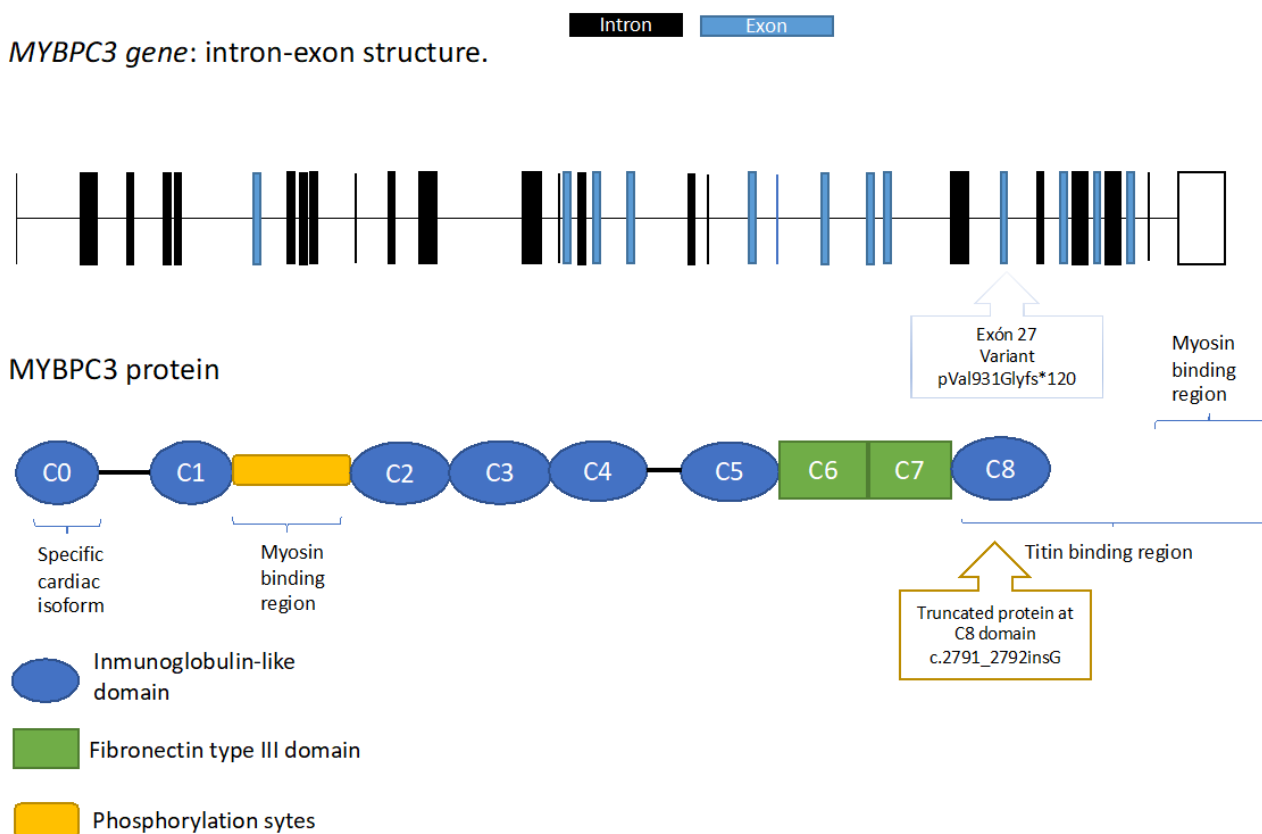 Intron
Exon
MYBPC3 gene: intron-exon structure.
Exón 27
Variant
pVal931Glyfs*120
Myosin
binding
region
MYBPC3 protein
C0
C1
C2
C3
C4
C5
C6
C7
C8
Specific
cardiac
isoform
Myosin
binding
region
Titin binding region
Truncated protein at
C8 domain
c.2791_2792insG
Inmunoglobulin-like
domain
Fibronectin type III domain
Phosphorylation sytes